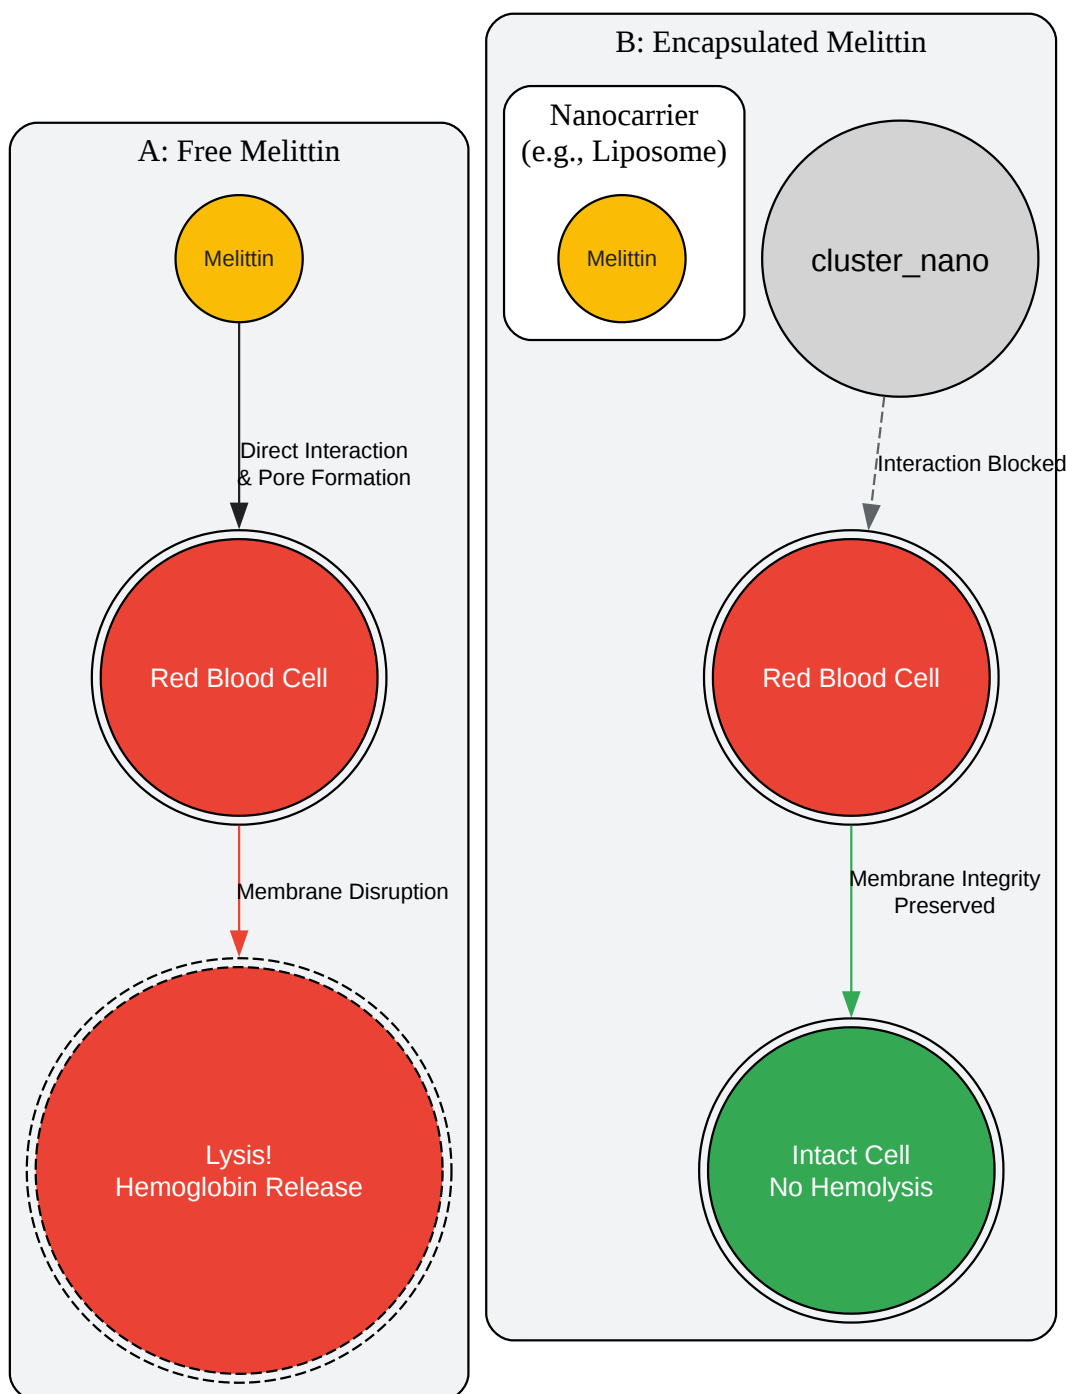 A: Free Melittin
Melittin
Direct Interaction
& Pore Formation
Red Blood Cell
Membrane Disruption
Lysis!
Hemoglobin Release
B: Encapsulated Melittin
Nanocarrier
(e.g., Liposome)
Melittin
cluster_nano
Interaction Blocked
Red Blood Cell
Membrane Integrity
Preserved
Intact Cell
No Hemolysis